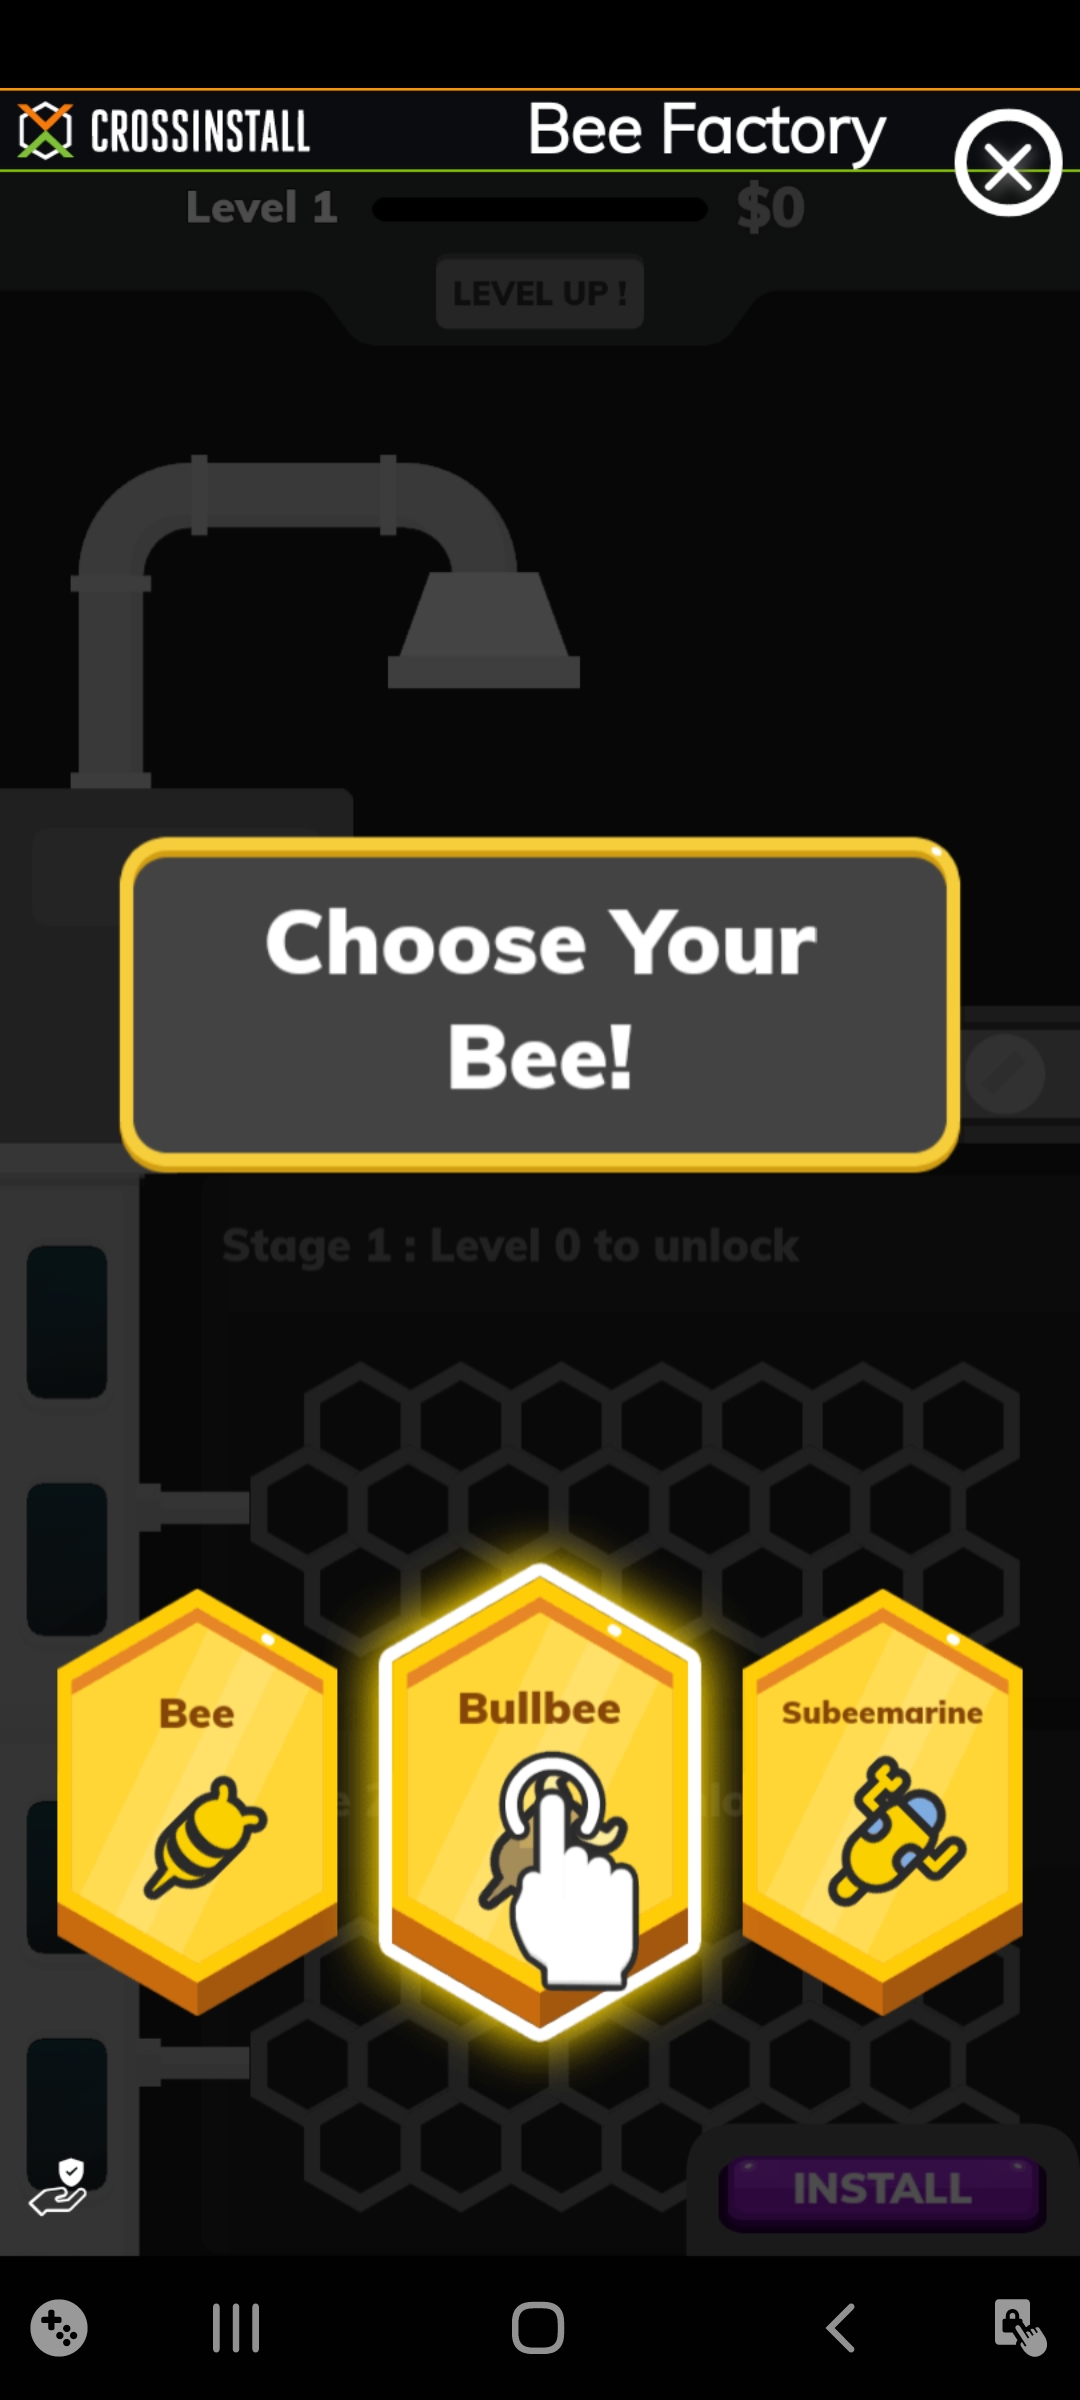 CROSSINSTALL
Bee Factory
Level 1
$0
LEVEL UP !
Choose Your
Bee!
Stage 1 : Level 0 to unlock
Bee
Bullbee
Subeemarine
INSTALL